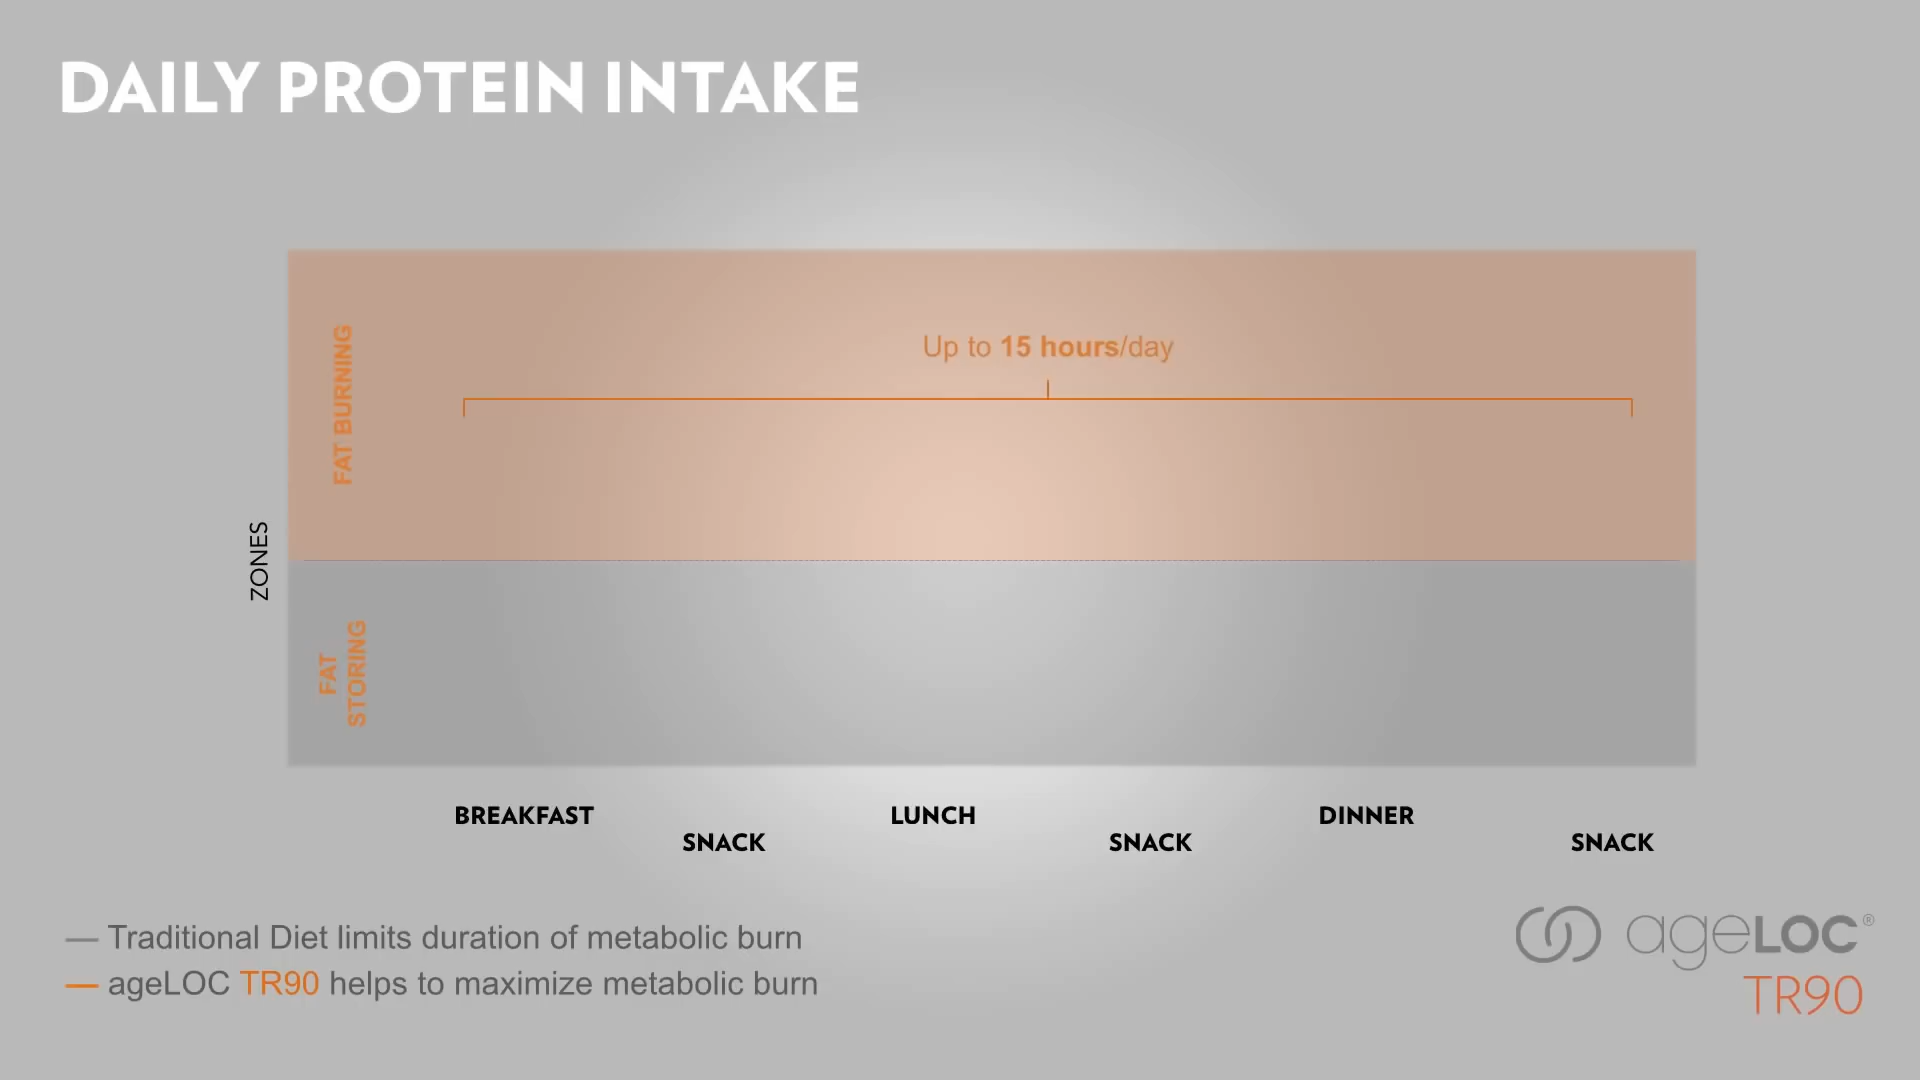 DAILY PROTEIN INTAKE
Up to 15 hours/day
FAT BURNING
ZONES
FAT
STORING
BREAKFAST
SNACK
LUNCH
SNACK
DINNER
SNACK
Traditional Diet limits duration of metabolic burn
ageLOC TR90 helps to maximize metabolic burn
ageLOC®
TR90